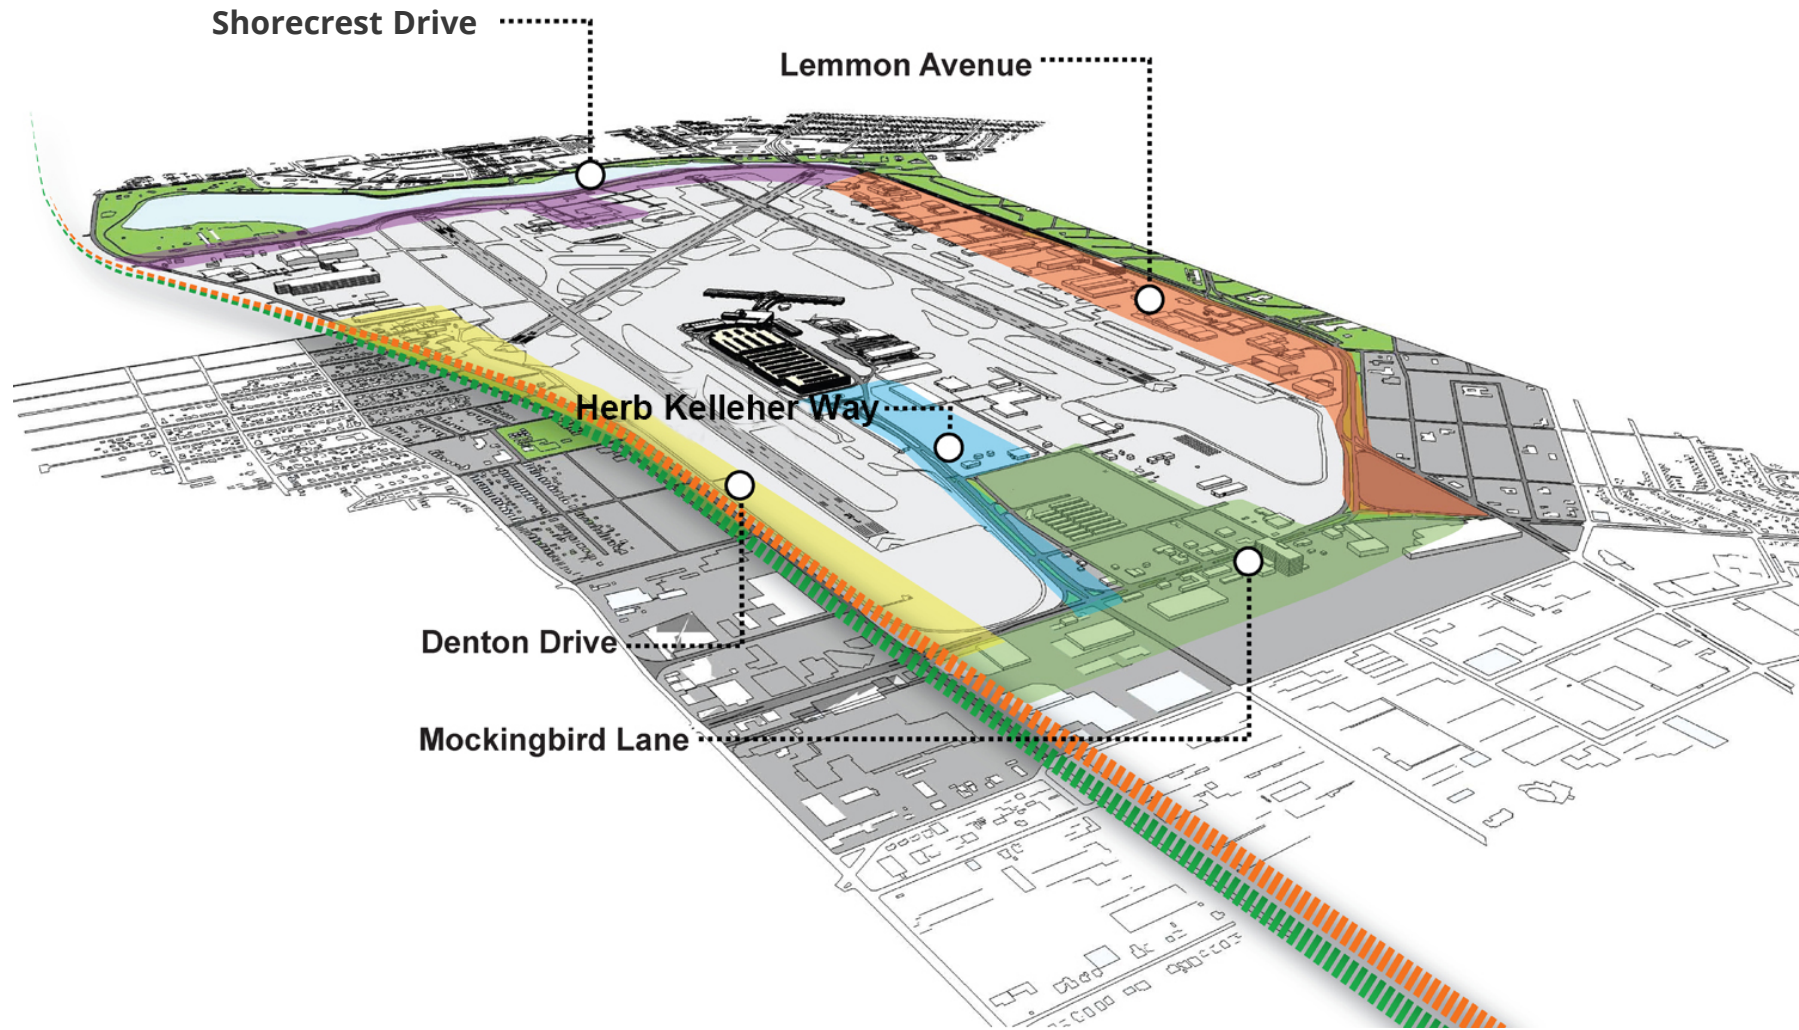 Shorecrest Drive
Lemmon Avenue
Herb Kelleher Way
Denton Drive
Mockingbird Lane